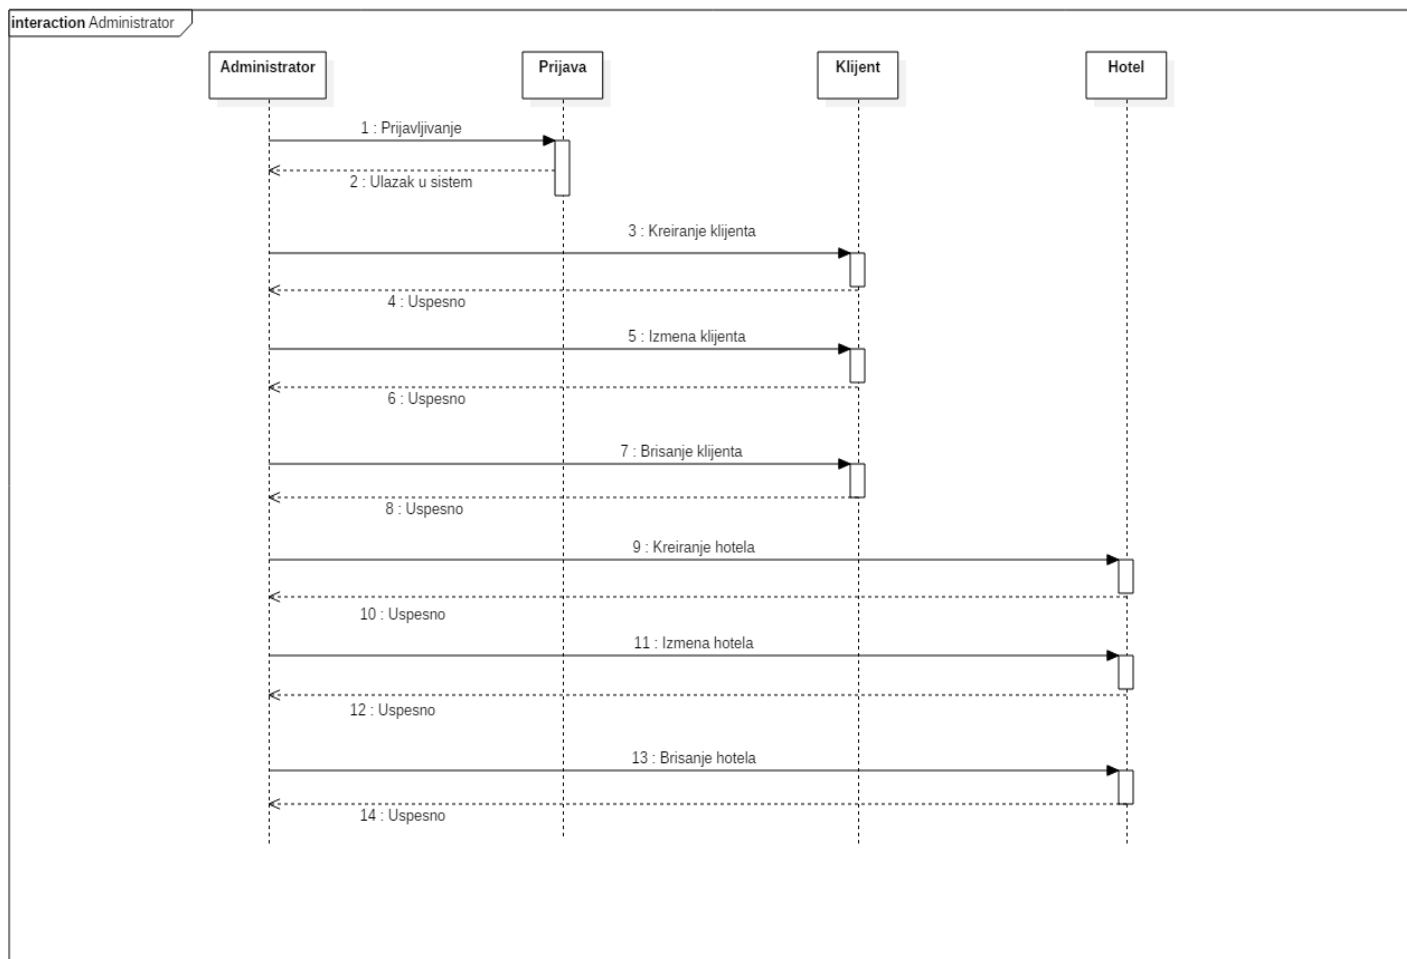 interaction Administrator
Administrator
Prijava
Klijent
Hotel
1 : Prijavljivanje
2 : Ulazak u sistem
3 : Kreiranje klijenta
4 : Uspesno
5 : Izmena klijenta
6 : Uspesno
7 : Brisanje klijenta
8 : Uspesno
9 : Kreiranje hotela
10 : Uspesno
11 : Izmena hotela
12 : Uspesno
13 : Brisanje hotela
14 : Uspesno